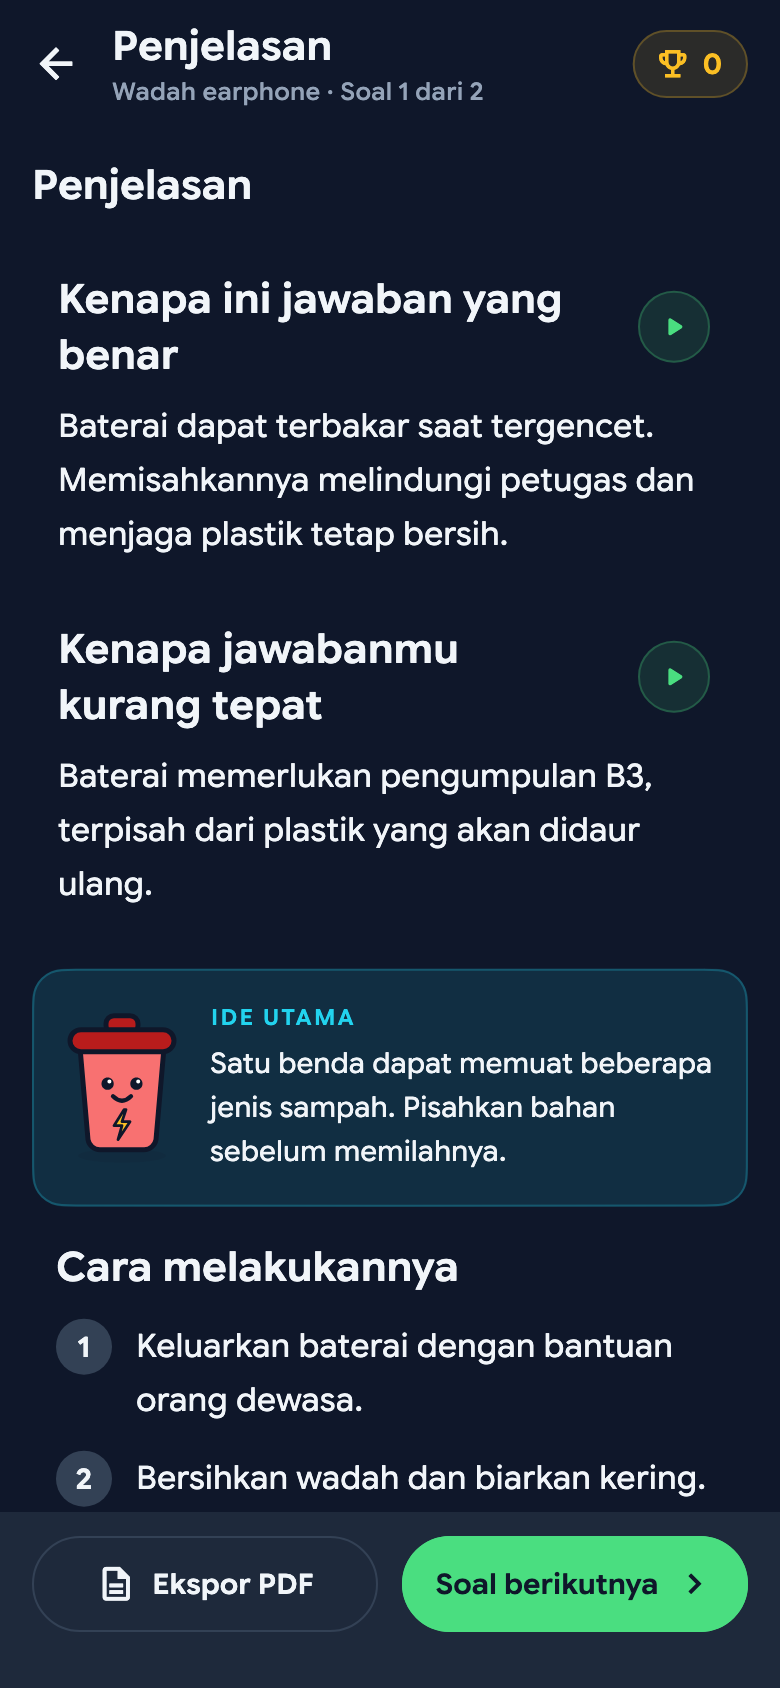 Penjelasan
0
Wadah earphone · Soal 1 dari 2
Penjelasan
Kenapa ini jawaban yang
benar
Baterai dapat terbakar saat tergencet.
Memisahkannya melindungi petugas dan
menjaga plastik tetap bersih.
Kenapa jawabanmu
kurang tepat
Baterai memerlukan pengumpulan B3,
terpisah dari plastik yang akan didaur
ulang.
IDE UTAMA
Satu benda dapat memuat beberapa
jenis sampah. Pisahkan bahan
sebelum memilahnya.
Cara melakukannya
1 Keluarkan baterai dengan bantuan
orang dewasa.
2 Bersihkan wadah dan biarkan kering.
Ekspor PDF
Soal berikutnya